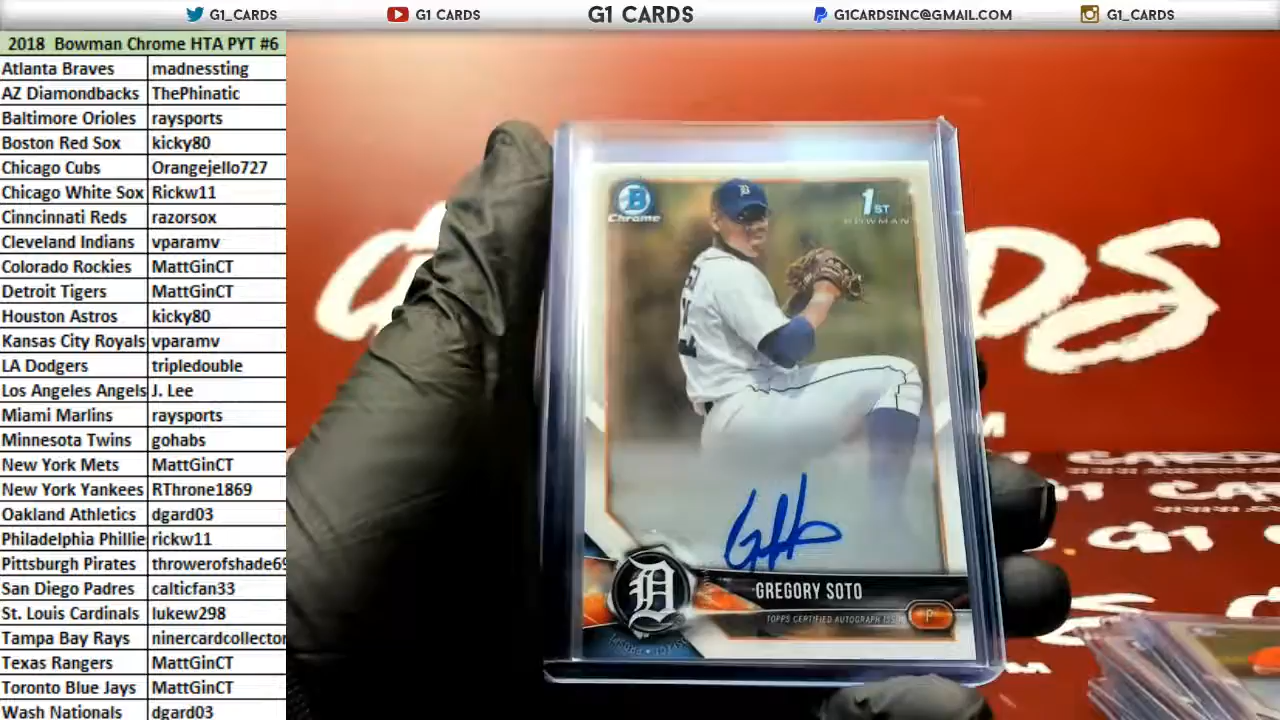 G1_CARDS
G1 CARDS
G1 CARDS
G1CARDSINC@GMAIL.COM
G1_CARDS
2018 Bowman Chrome HTA PYT #6
Atlanta Braves madnessting
AZ Diamondbacks ThePhinatic
Baltimore Orioles raysports
Boston Red Sox kicky80
Chicago Cubs Orangejello727
Chicago White Sox Rickw11
Cinncinnati Reds razorsox
Cleveland Indians vparamv
Colorado Rockies MattGinCT
Detroit Tigers MattGinCT
Houston Astros kicky80
Kansas City Royals vparamv
LA Dodgers tripledouble
Los Angeles Angels J. Lee
Miami Marlins raysports
Minnesota Twins gohabs
New York Mets MattGinCT
New York Yankees RThrone1869
Oakland Athletics dgard03
Philadelphia Phillie rickw11
Pittsburgh Pirates throwerofshade69
San Diego Padres calticfan33
St. Louis Cardinals lukew298
Tampa Bay Rays ninercardcollector
Texas Rangers MattGinCT
Toronto Blue Jays MattGinCT
Wash Nationals dgard03
B
Chrome
1ST
BOWMAN
D
GREGORY SOTO
TOPPS CERTIFIED AUTOGRAPH ISSUE
P
D
G1